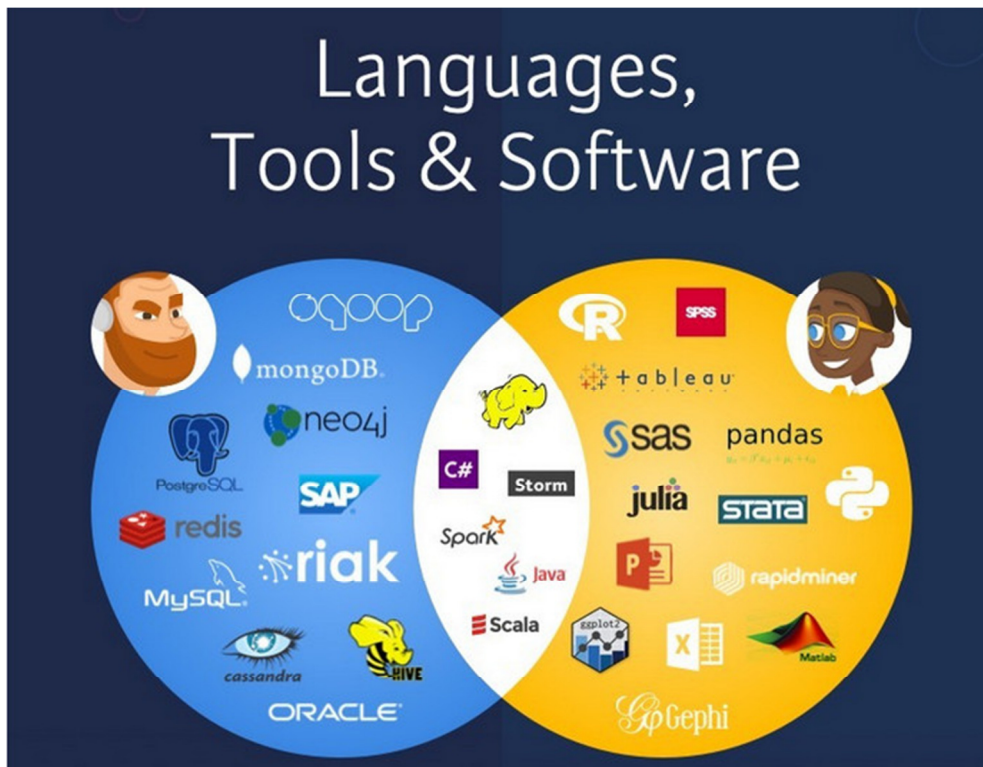 Languages,
Tools & Software
sqoop
mongoDB.
neo4j
PostgreSQL
SAP
redis
riak
MySQL®
cassandra
HIVE
ORACLE®
C#
Storm
Spark
Java
Scala
R
SPSS
tableau
sas
pandas
julia
STATA
P
rapidminer
ggplot2
X
Matlab
Gephi